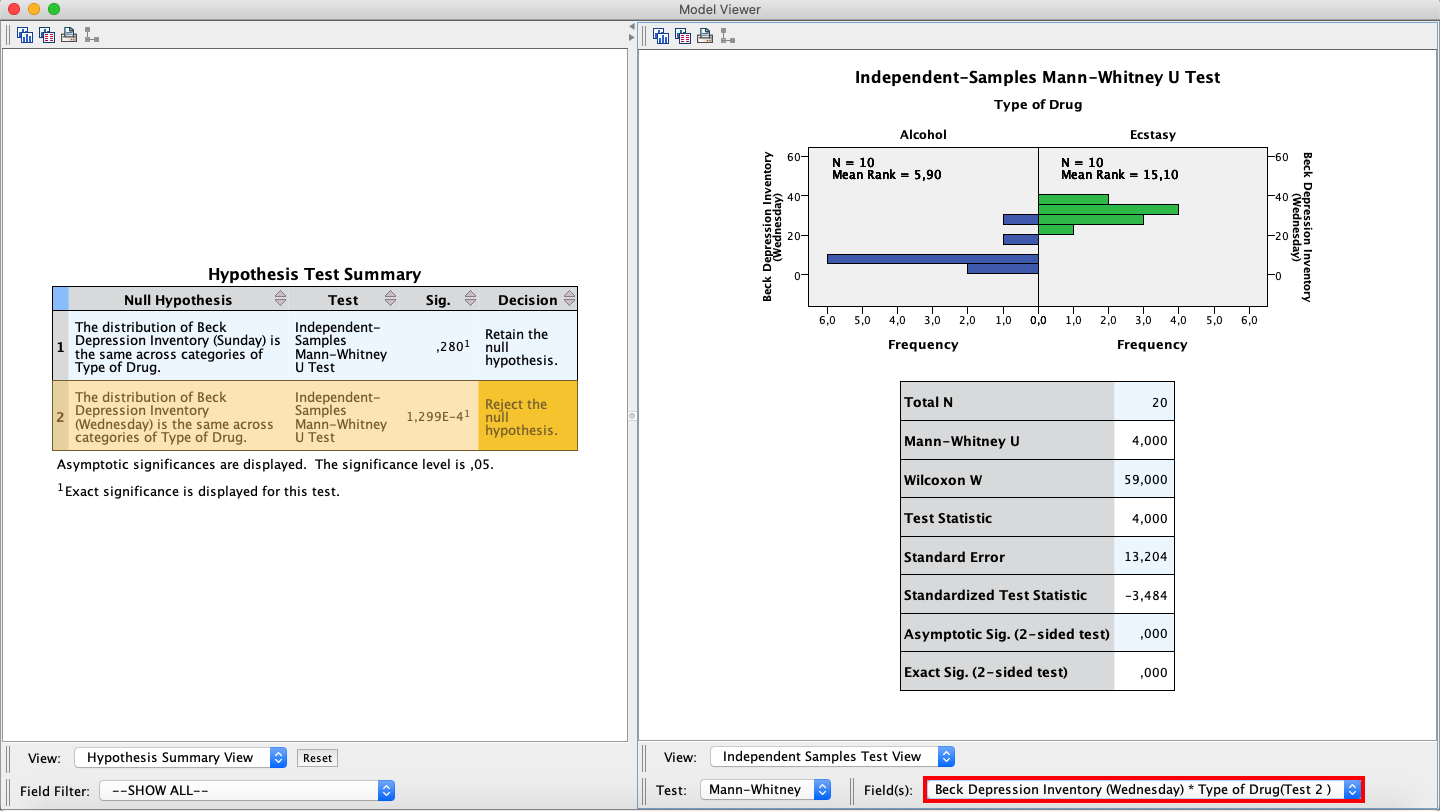 Model Viewer
Hypothesis Test Summary
Null Hypothesis Test Sig. Decision
1
The distribution of Beck
Depression Inventory (Sunday) is
the same across categories of
Type of Drug.
Independent-
Samples
Mann-Whitney
U Test
,280¹
Retain the
null
hypothesis.
2
The distribution of Beck
Depression Inventory
(Wednesday) is the same across
categories of Type of Drug.
Independent-
Samples
Mann-Whitney
U Test
1,299E-4¹
Reject the
null
hypothesis.
Asymptotic significances are displayed. The significance level is ,05.
¹Exact significance is displayed for this test.
View: Hypothesis Summary View Reset
Field Filter: --SHOW ALL--
Independent-Samples Mann-Whitney U Test
Type of Drug
Alcohol Ecstasy
Beck Depression Inventory
(Wednesday)
60
40
20
0
N = 10
Mean Rank = 5,90
N = 10
Mean Rank = 15,10
60
40
20
0
Beck Depression Inventory
(Wednesday)
6,0 5,0 4,0 3,0 2,0 1,0 0,0 1,0 2,0 3,0 4,0 5,0 6,0
Frequency Frequency
Total N 20
Mann-Whitney U 4,000
Wilcoxon W 59,000
Test Statistic 4,000
Standard Error 13,204
Standardized Test Statistic -3,484
Asymptotic Sig. (2-sided test) ,000
Exact Sig. (2-sided test) ,000
View: Independent Samples Test View
Test: Mann-Whitney Field(s): Beck Depression Inventory (Wednesday) * Type of Drug(Test 2 )